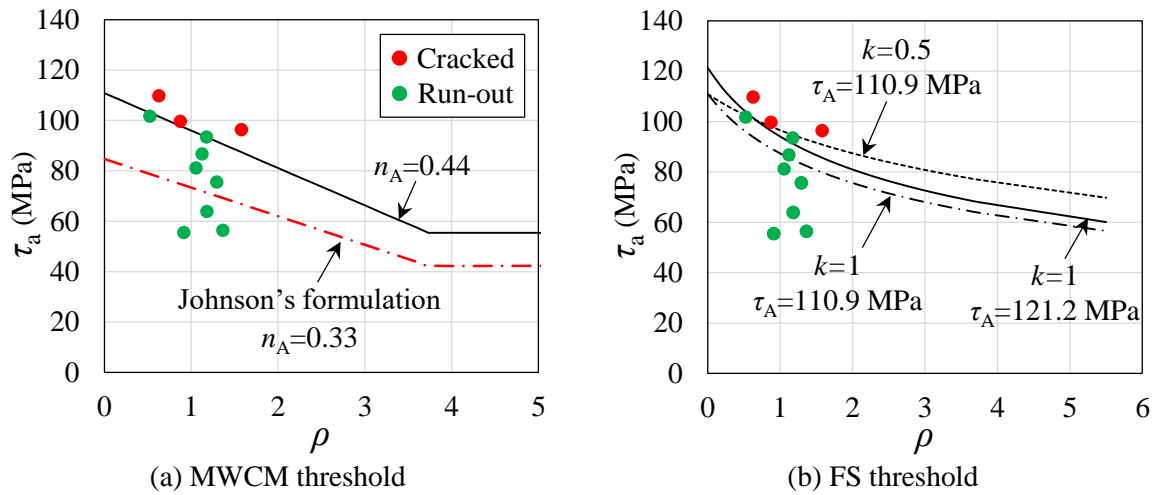 140
120
100
80
60
40
20
0
τa (MPa)
Cracked
Run-out
nA=0.44
Johnson’s formulation
nA=0.33
0 1 2 3 4 5
ρ
(a) MWCM threshold
140
120
100
80
60
40
20
0
τa (MPa)
k=0.5
τA=110.9 MPa
k=1
τA=110.9 MPa
k=1
τA=121.2 MPa
0 1 2 3 4 5 6
ρ
(b) FS threshold